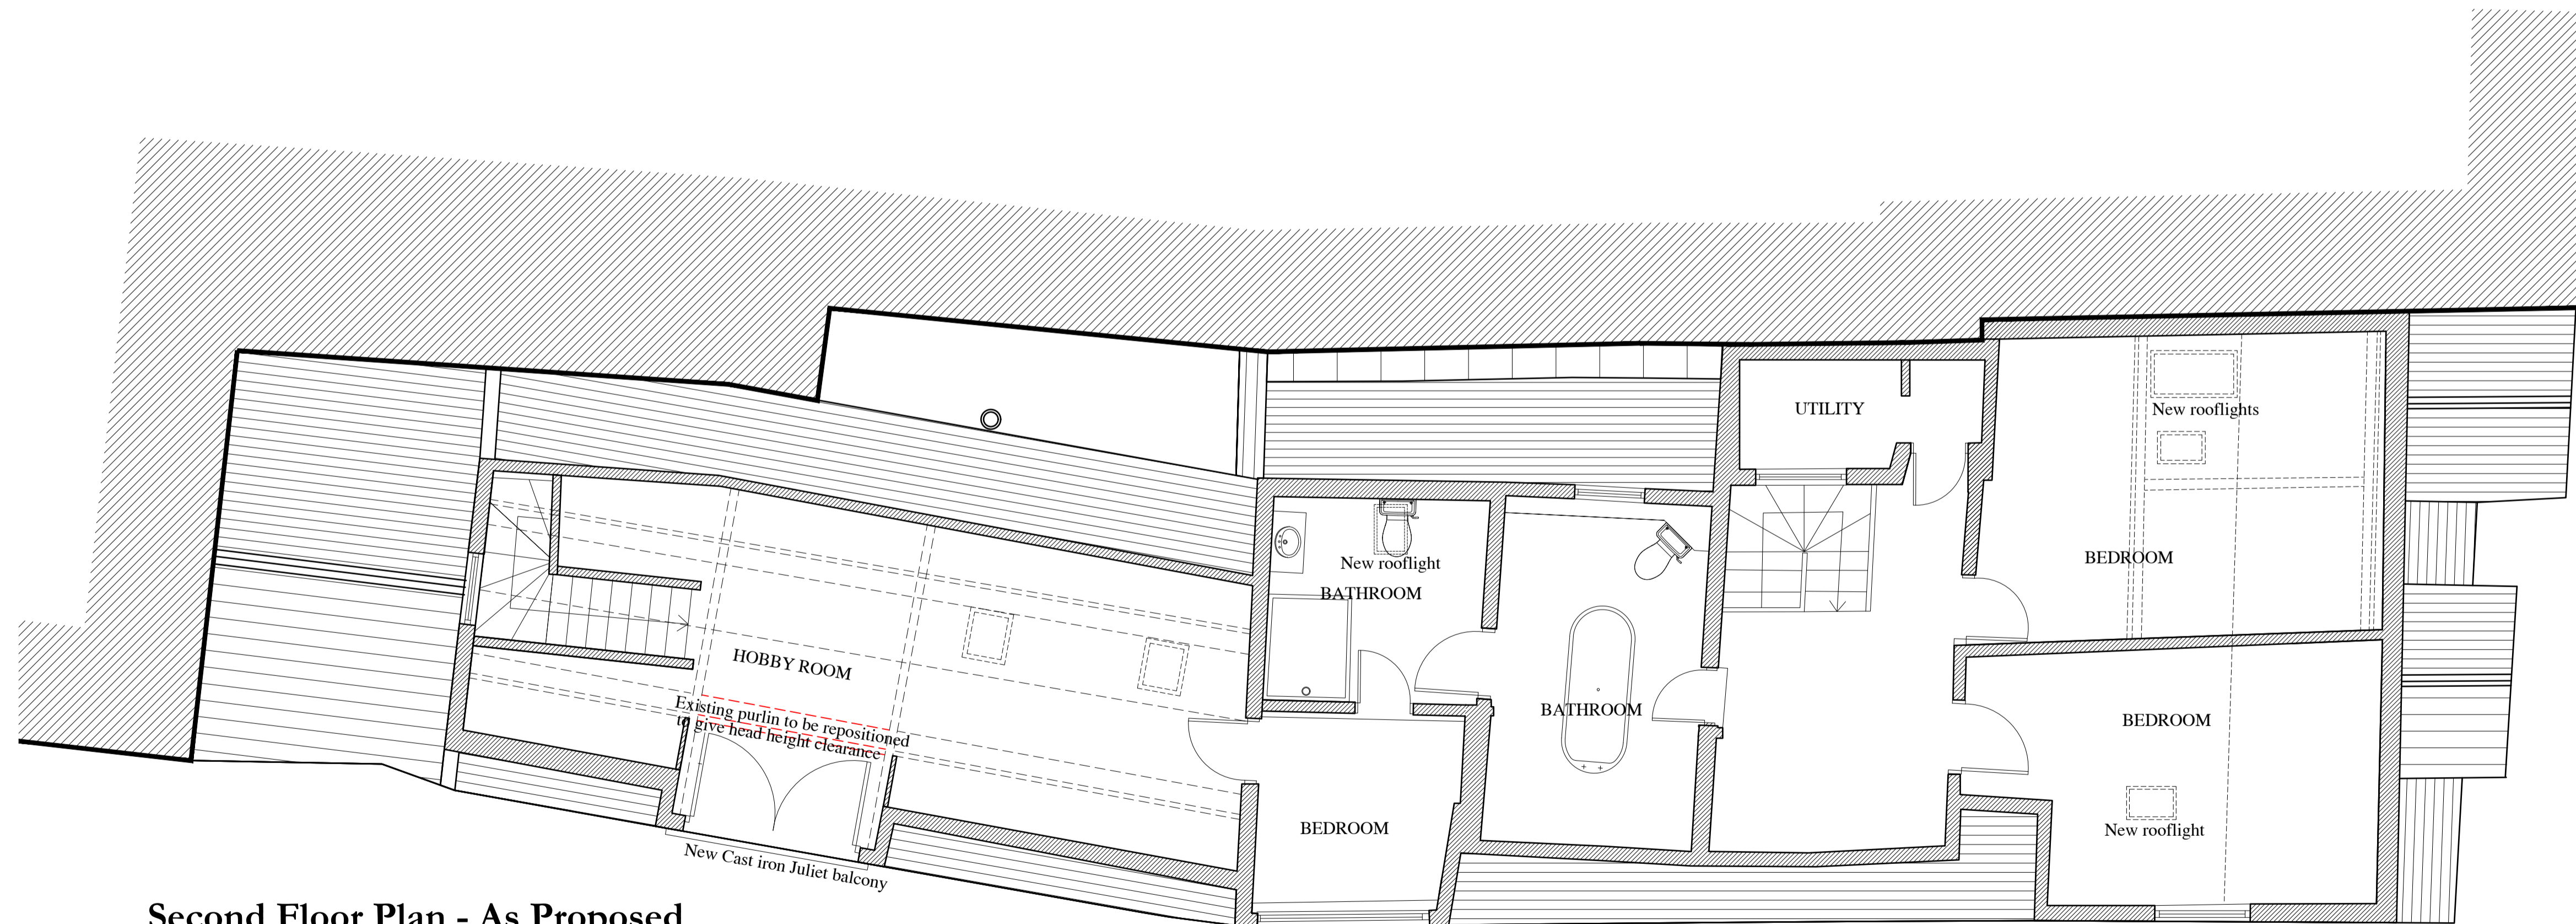 UTILITY
New rooflights
BEDROOM
New rooflight
BATHROOM
HOBBY ROOM
Existing purlin to be repositioned
to give head height clearance
BATHROOM
BEDROOM
BEDROOM
New rooflight
New Cast iron Juliet balcony
Second Floor Plan - As Proposed